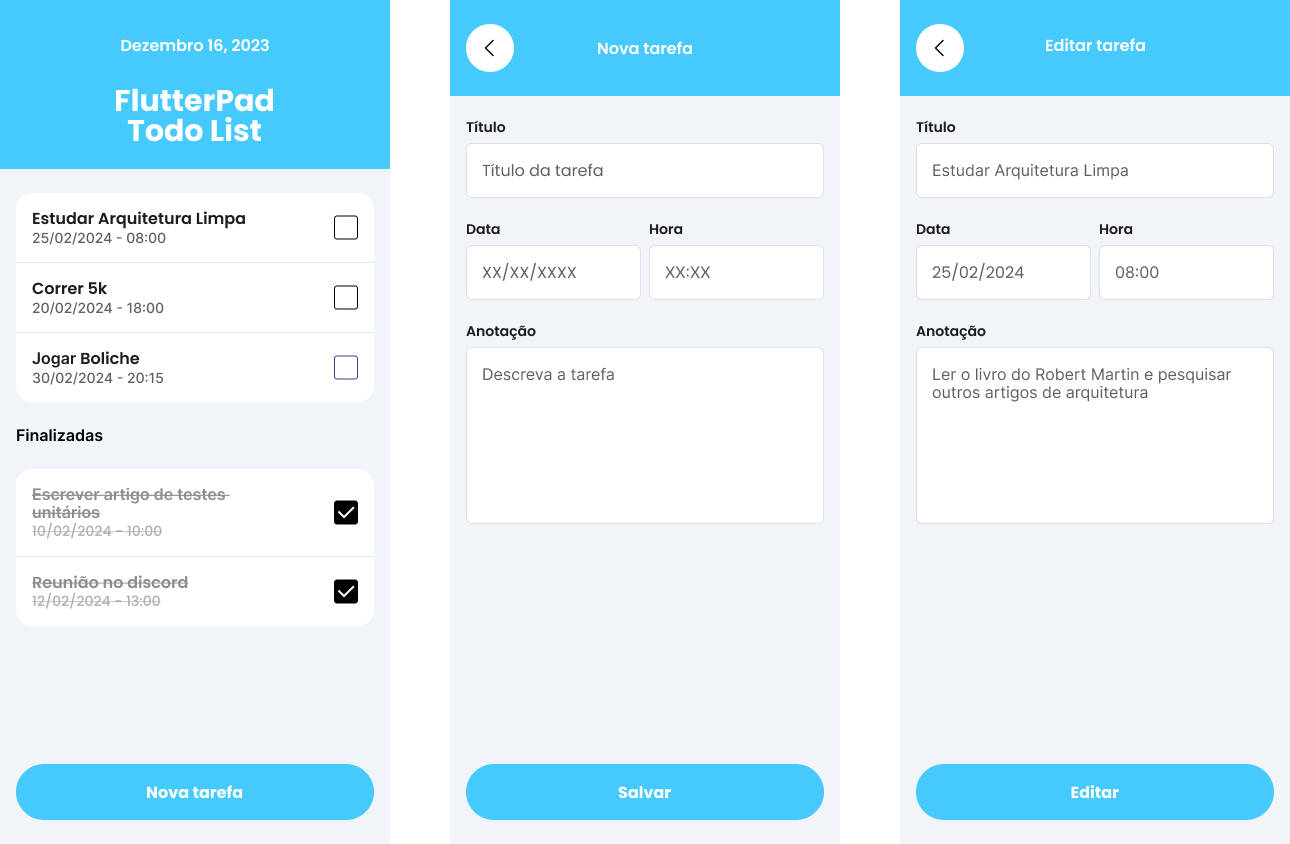 Dezembro 16, 2023
FlutterPad
Todo List
Estudar Arquitetura Limpa
25/02/2024 - 08:00
Correr 5k
20/02/2024 - 18:00
Jogar Boliche
30/02/2024 - 20:15
Finalizadas
Escrever artigo de testes
unitários
10/02/2024 - 10:00
Reunião no discord
12/02/2024 - 13:00
Nova tarefa
Nova tarefa
Título
Título da tarefa
Data
Hora
XX/XX/XXXX
XX:XX
Anotação
Descreva a tarefa
Salvar
Editar tarefa
Título
Estudar Arquitetura Limpa
Data
Hora
25/02/2024
08:00
Anotação
Ler o livro do Robert Martin e pesquisar
outros artigos de arquitetura
Editar